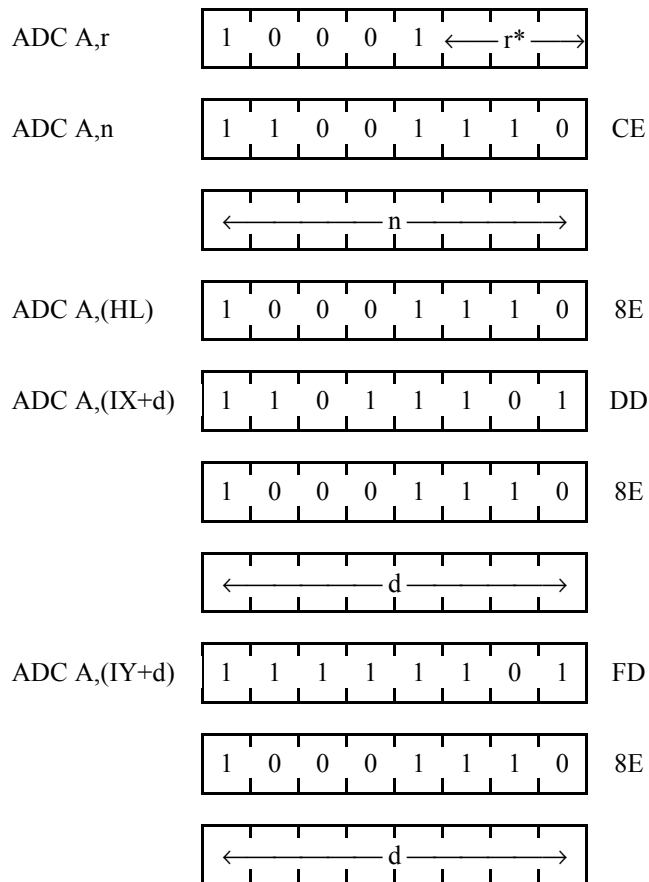 ADC A,r 1 0 0 0 1 r*
ADC A,n 1 1 0 0 1 1 1 0 CE
n
ADC A,(HL) 1 0 0 0 1 1 1 0 8E
ADC A,(IX+d) 1 1 0 1 1 1 0 1 DD
1 0 0 0 1 1 1 0 8E
d
ADC A,(IY+d) 1 1 1 1 1 1 0 1 FD
1 0 0 0 1 1 1 0 8E
d